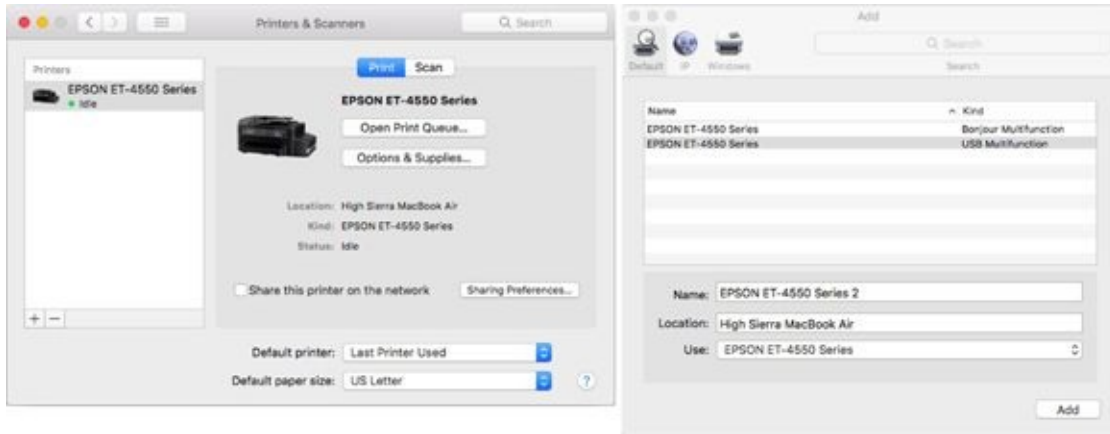 Printers & Scanners
Search
Printers
EPSON ET-4550 Series
Idle
Print Scan
EPSON ET-4550 Series
Open Print Queue...
Options & Supplies...
Location: High Sierra MacBook Air
Kind: EPSON ET-4550 Series
Status: Idle
Share this printer on the network Sharing Preferences...
+ −
Default printer: Last Printer Used
Default paper size: US Letter ?
Add
Default IP Windows
Search
Search
Name Kind
EPSON ET-4550 Series Bonjour Multifunction
EPSON ET-4550 Series USB Multifunction
Name: EPSON ET-4550 Series 2
Location: High Sierra MacBook Air
Use: EPSON ET-4550 Series
Add